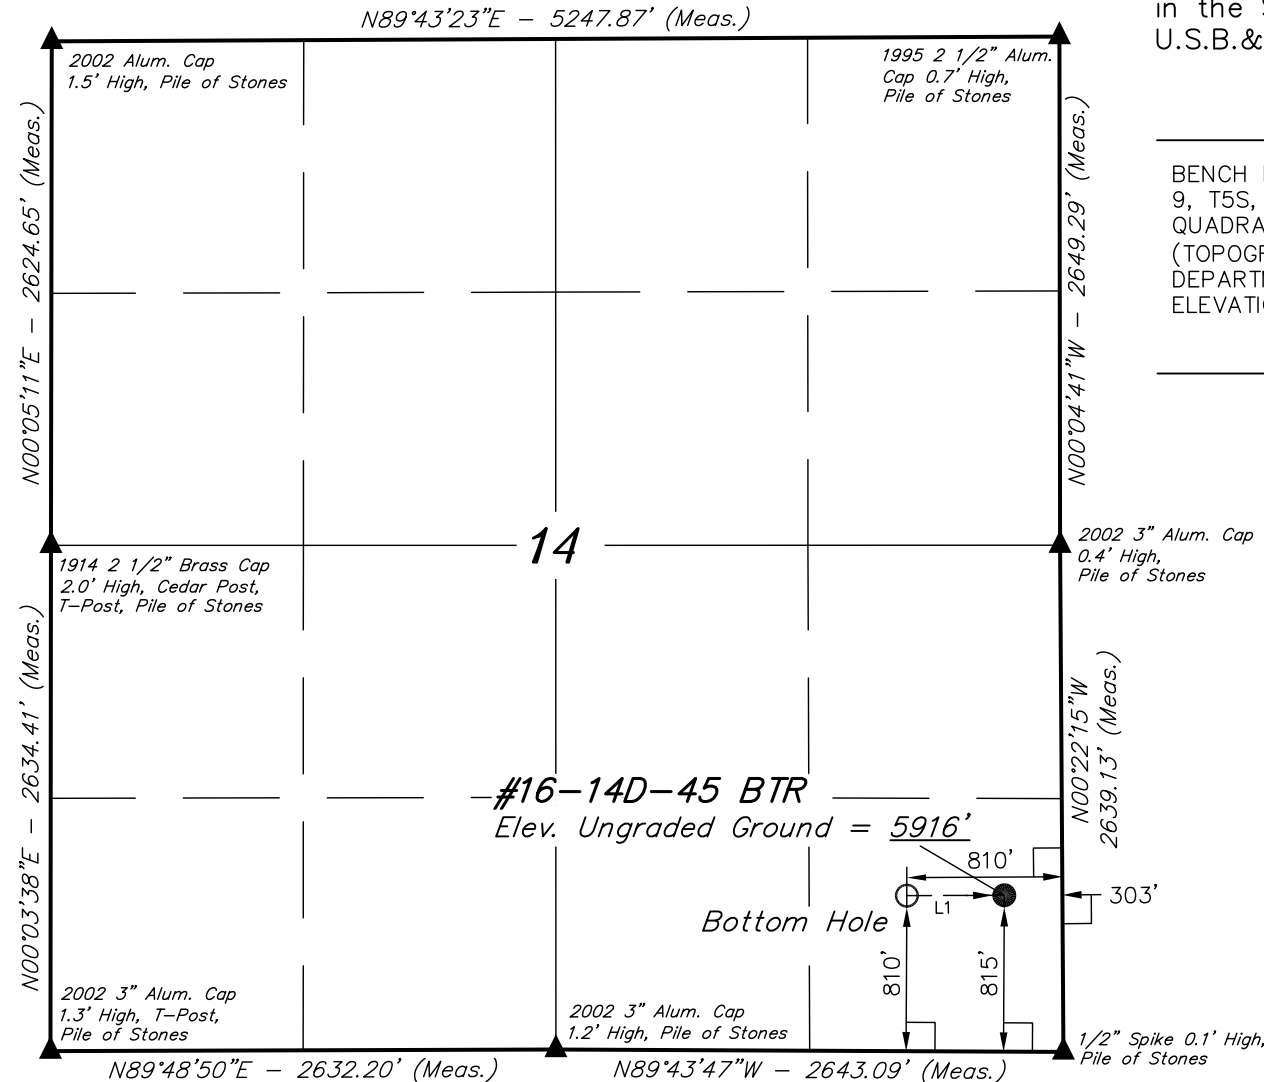 N89°43'23"E - 5247.87' (Meas.)
in the
U.S.B.&
2002 Alum. Cap
1.5' High, Pile of Stones
1995 2 1/2" Alum.
Cap 0.7' High,
Pile of Stones
N00°05'11"E - 2624.65' (Meas.)
N00°04'41"W - 2649.29' (Meas.)
BENCH
9, T5S,
QUADRA
(TOPOGR
DEPARTM
ELEVATIO
14
1914 2 1/2" Brass Cap
2.0' High, Cedar Post,
T-Post, Pile of Stones
2002 3" Alum. Cap
0.4' High,
Pile of Stones
N00°03'38"E - 2634.41' (Meas.)
N00°22'15"W
2639.13' (Meas.)
#16-14D-45 BTR
Elev. Ungraded Ground = 5916'
810'
303'
L1
Bottom Hole
810'
815'
2002 3" Alum. Cap
1.3' High, T-Post,
Pile of Stones
2002 3" Alum. Cap
1.2' High, Pile of Stones
1/2" Spike 0.1' High,
Pile of Stones
N89°48'50"E - 2632.20' (Meas.)
N89°43'47"W - 2643.09' (Meas.)